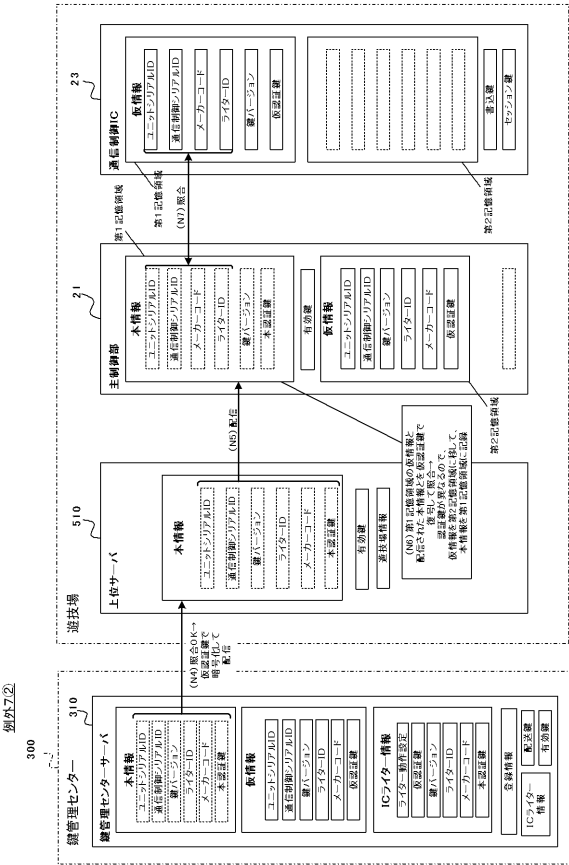 例外7(②)
300
鍵管理センター
310
鍵管理センタ サーバ
本情報
ユニットシリアルID
通信制御シリアルID
鍵バージョン
ライターID
メーカーコード
本認証鍵
仮情報
ユニットシリアルID
通信制御シリアルID
鍵バージョン
ライターID
メーカーコード
仮認証鍵
ICライター情報
ライター動作設定
仮認証鍵
鍵バージョン
ライターID
メーカーコード
本認証鍵
登録情報
ICライター
情報
配送鍵
有効鍵
(N4)照合OK→
仮認証鍵で
暗号化して
配信
遊技場
510
上位サーバ
本情報
ユニットシリアルID
通信制御シリアルID
鍵バージョン
ライターID
メーカーコード
本認証鍵
有効鍵
遊技場情報
(N5)配信
(N6)第1記憶領域の仮情報と
配信された本情報とを仮認証鍵で
復号して照合→
認証鍵が異なるので、
仮情報を第2記憶領域に移して、
本情報を第1記憶領域に記録
21
主制御部
第1記憶領域
本情報
ユニットシリアルID
通信制御シリアルID
メーカーコード
ライターID
鍵バージョン
本認証鍵
有効鍵
仮情報
ユニットシリアルID
通信制御シリアルID
鍵バージョン
ライターID
メーカーコード
仮認証鍵
第2記憶領域
(N7)照合
23
通信制御IC
第1記憶領域
仮情報
ユニットシリアルID
通信制御シリアルID
メーカーコード
ライターID
鍵バージョン
仮認証鍵
第2記憶領域
書込鍵
セッション鍵